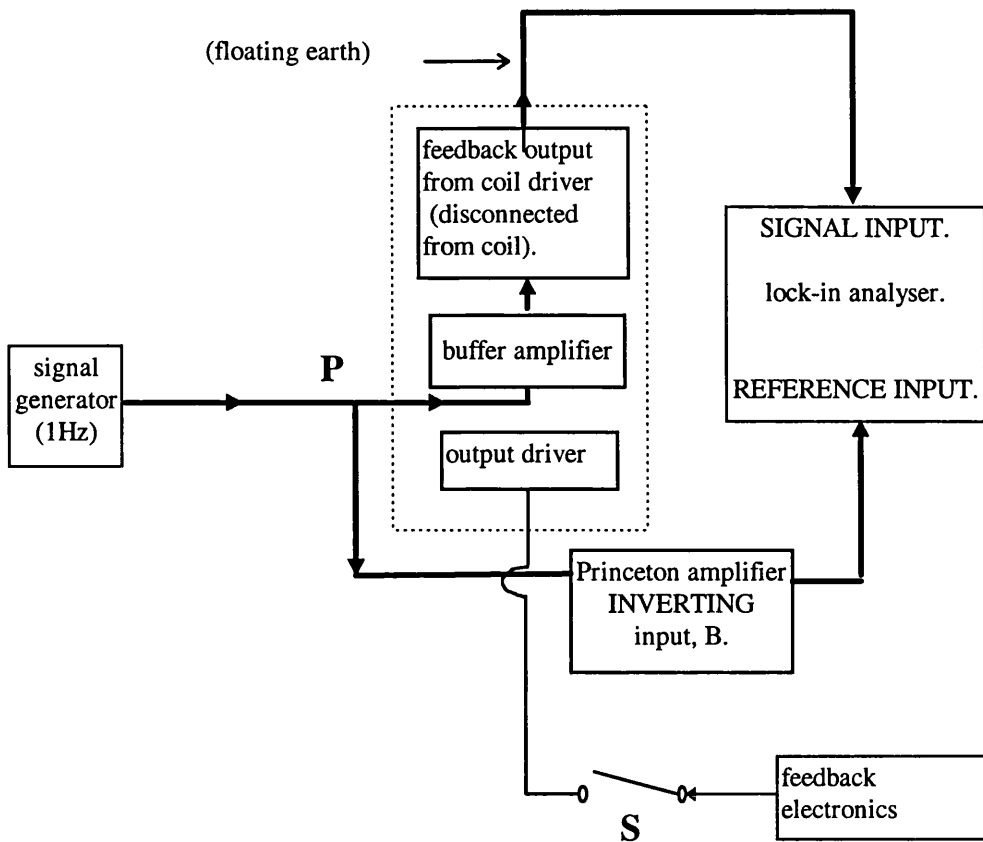 (floating earth)
feedback output
from coil driver
(disconnected
from coil).
SIGNAL INPUT.
lock-in analyser.
REFERENCE INPUT.
buffer amplifier
signal
generator
(1Hz)
P
output driver
Princeton amplifier
INVERTING
input, B.
feedback
electronics
S